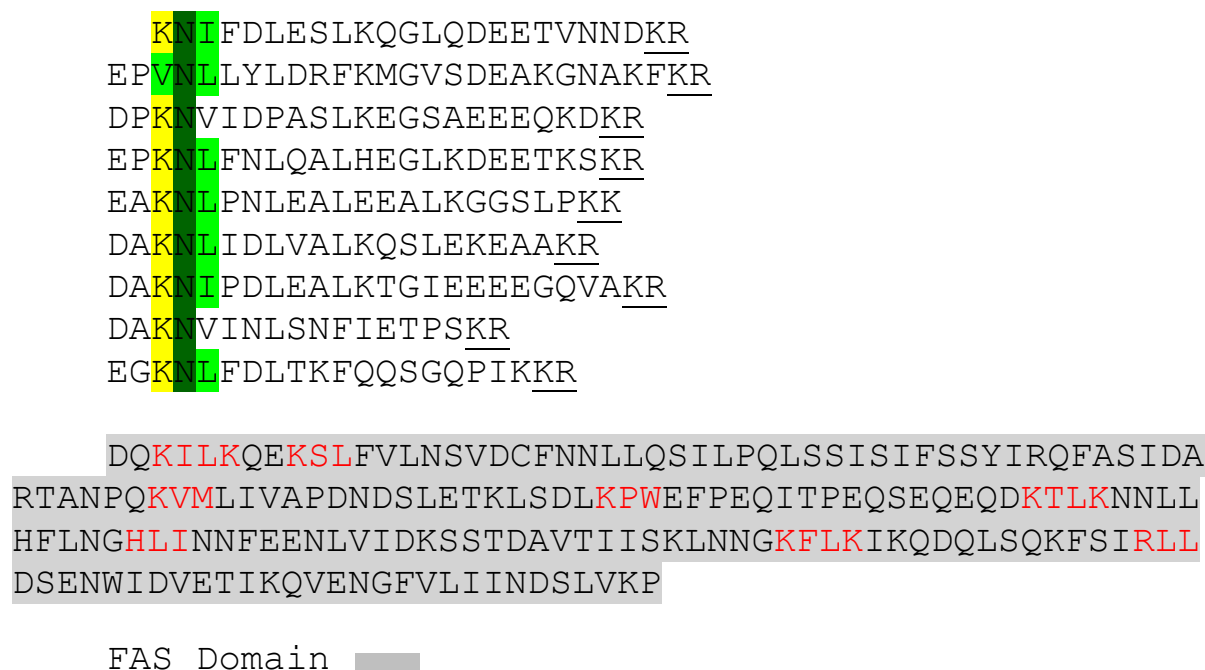 KNIFDLESLKQGLQDEETVNNDKR
EPVNLLYLDRFKMGVSDEAKGNAKFKR
DPKNVIDPASLKEGSAEEEQKDKR
EPKNLFNLQALHEGLKDEETKSKR
EAKNLPNLEALEEALKGGSLPKK
DAKNLIDLVALKQSLEKEAAKR
DAKNIPDLEALKTGIEEEEGQVAKR
DAKNVINLSNFIETPSKR
EGKNLFDLTKFQQSGQPIKKR
DQKILKQEKSLFVLNSVDCFNNLLQSILPQLSSISIFSSYIRQFASIDA
RTANPQKVMLIVAPDNDSLETKLSDLKPWEFPEQITPEQSEQEQDKTLKNNLL
HFLNGHLINNFEENLVIDKSSTDAVTIISKLNNGKFLKIKQDQLSQKFSIRLL
DSENWIDVETIKQVENGFVLIINDSLVKP
FAS Domain